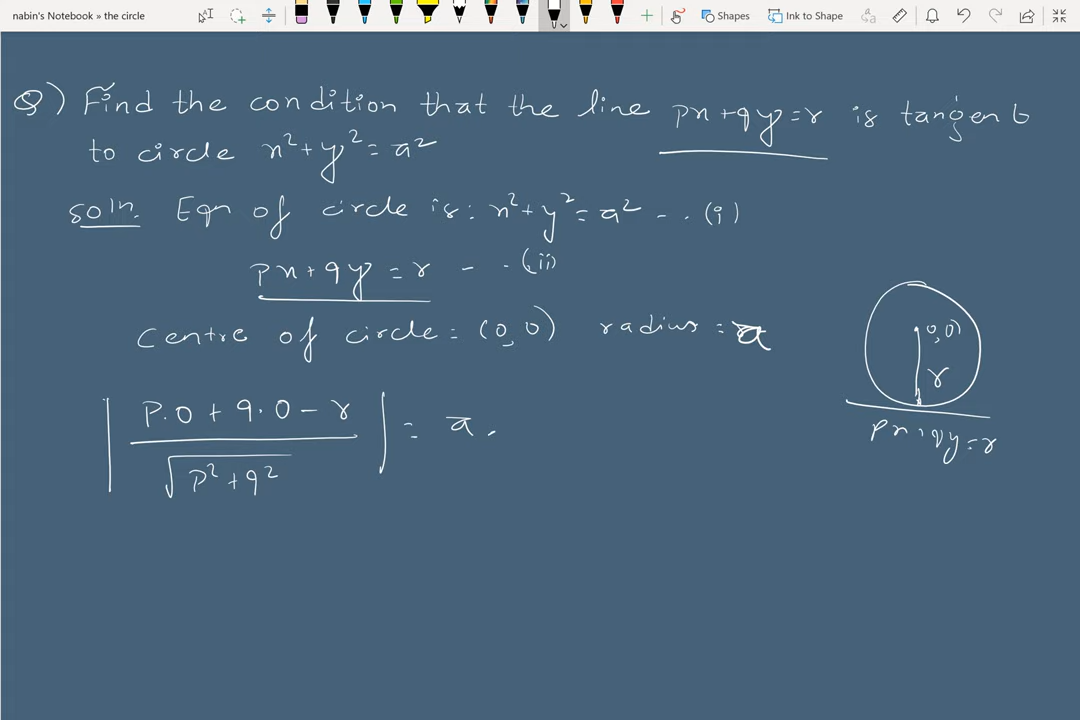 nabin's Notebook » the circle
Shapes
Ink to Shape
Q) Find the condition that the line px+qy=r is tangent
to circle x²+y²=a²
soln. Eqn of circle is: x²+y²=a² - .. (i)
px+qy=r - .. (ii)
Centre of circle = (0,0) radius = a
| (p.0 + q.0 - r) / √(p²+q²) | = a.
(0,0)
r
px+qy=r